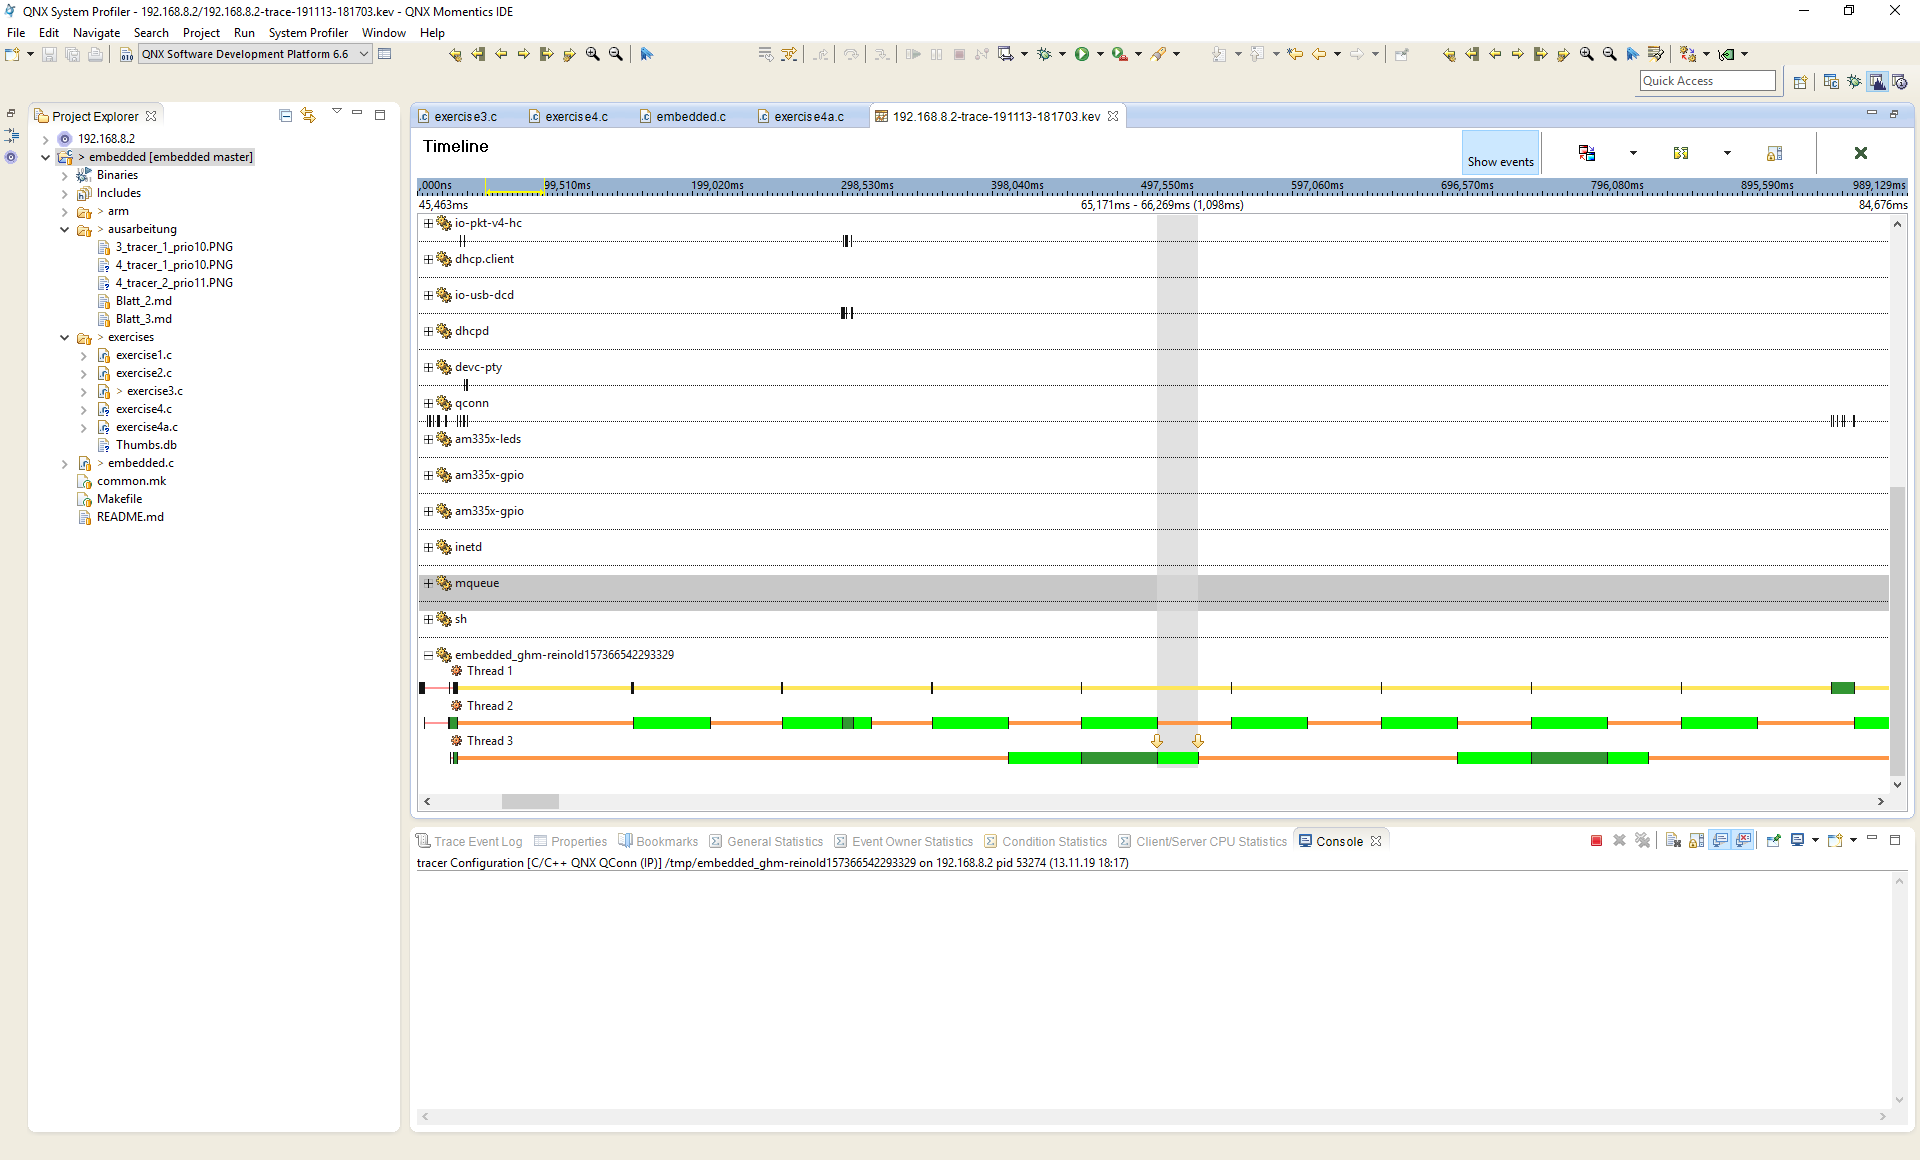 QNX System Profiler - 192.168.8.2/192.168.8.2-trace-191113-181703.kev - QNX Momentics IDE
File Edit Navigate Search Project Run System Profiler Window Help
QNX Software Development Platform 6.6
Quick Access
Project Explorer
192.168.8.2
> embedded [embedded master]
Binaries
Includes
> arm
> ausarbeitung
3_tracer_1_prio10.PNG
4_tracer_1_prio10.PNG
4_tracer_2_prio11.PNG
Blatt_2.md
Blatt_3.md
> exercises
exercise1.c
exercise2.c
> exercise3.c
exercise4.c
exercise4a.c
Thumbs.db
> embedded.c
common.mk
Makefile
README.md
exercise3.c exercise4.c embedded.c exercise4a.c 192.168.8.2-trace-191113-181703.kev
Timeline
Show events
,000ns 99,510ms 199,020ms 298,530ms 398,040ms 497,550ms 597,060ms 696,570ms 796,080ms 895,590ms 989,129ms
45,463ms 65,171ms - 66,269ms (1,098ms) 84,676ms
io-pkt-v4-hc
dhcp.client
io-usb-dcd
dhcpd
devc-pty
qconn
am335x-leds
am335x-gpio
am335x-gpio
inetd
mqueue
sh
embedded_ghm-reinold157366542293329
Thread 1
Thread 2
Thread 3
Trace Event Log Properties Bookmarks General Statistics Event Owner Statistics Condition Statistics Client/Server CPU Statistics Console
tracer Configuration [C/C++ QNX QConn (IP)] /tmp/embedded_ghm-reinold157366542293329 on 192.168.8.2 pid 53274 (13.11.19 18:17)